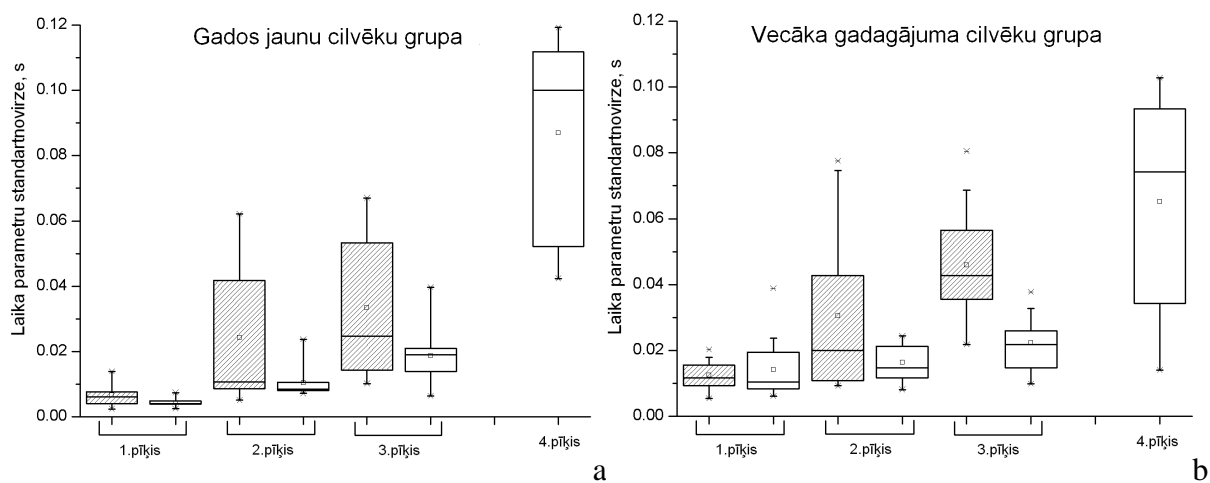 Gados jaunu cilvēku grupa
Laika parametru standartnovirze, s
0.12
0.10
0.08
0.06
0.04
0.02
0.00
1.pīķis
2.pīķis
3.pīķis
4.pīķis
a
Vecāka gadagājuma cilvēku grupa
Laika parametru standartnovirze, s
0.12
0.10
0.08
0.06
0.04
0.02
0.00
1.pīķis
2.pīķis
3.pīķis
4.pīķis
b